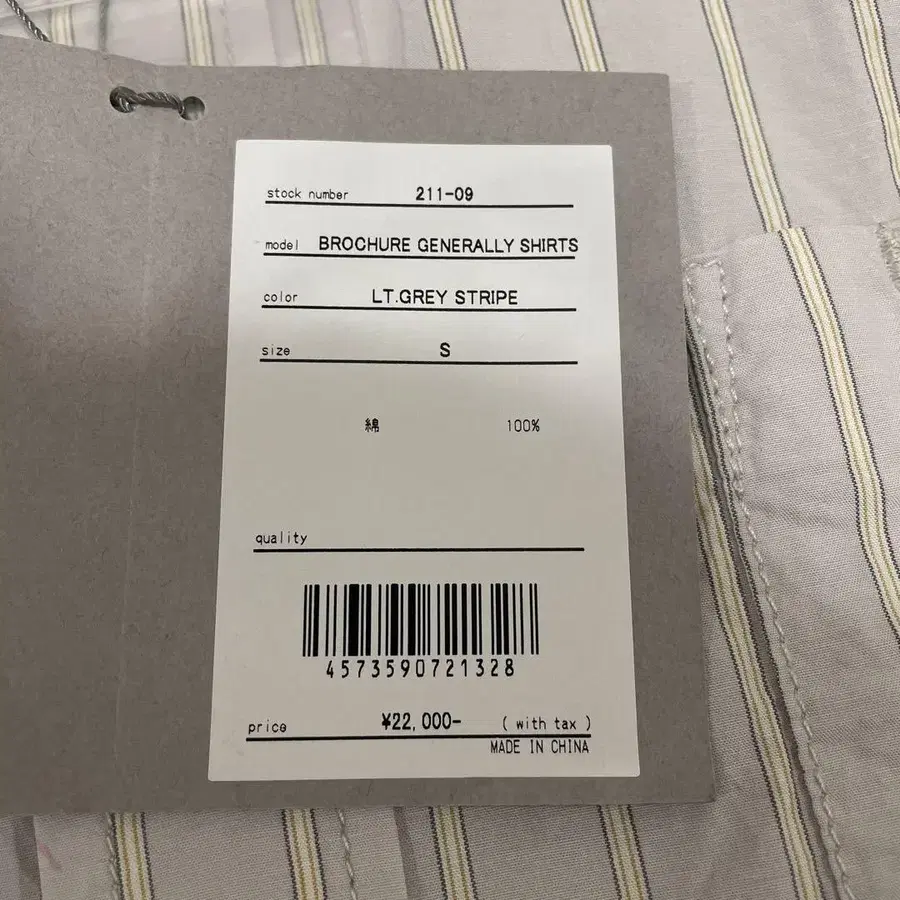 stock number 211-09
model BROCHURE GENERALLY SHIRTS
color LT.GREY STRIPE
size S
綿 100%
quality
4573590721328
price ¥22,000- ( with tax )
MADE IN CHINA